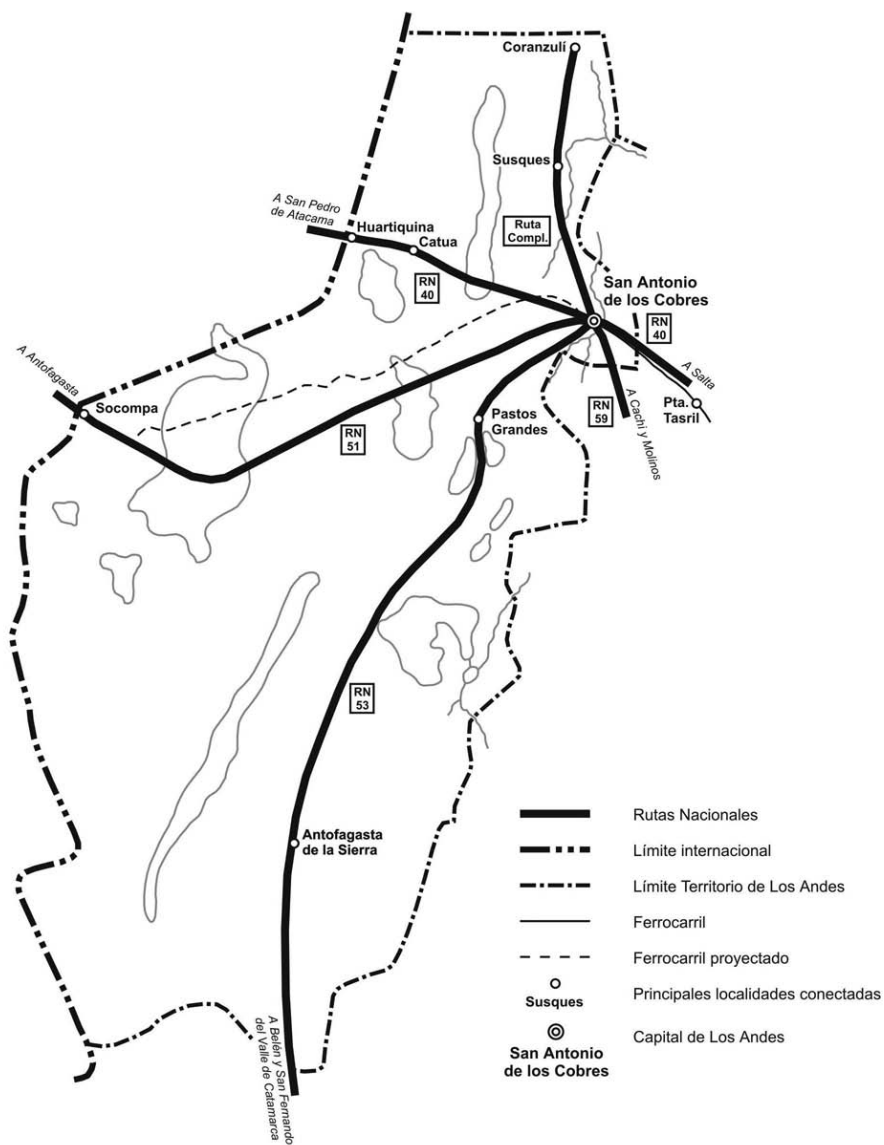 Coranzulí
Susques
A San Pedro
de Atacama
Huartiquina
Catua
Ruta
Compl.
RN
40
San Antonio
de los Cobres
RN
40
A Salta
A Antofagasta
Socompa
Pta.
Tasril
RN
51
Pastos
Grandes
RN
59
A Cachi y Molinos
RN
53
Antofagasta
de la Sierra
A Belén y San Fernando
del Valle de Catamarca
Rutas Nacionales
Límite internacional
Límite Territorio de Los Andes
Ferrocarril
Ferrocarril proyectado
Susques
Principales localidades conectadas
San Antonio
de los Cobres
Capital de Los Andes